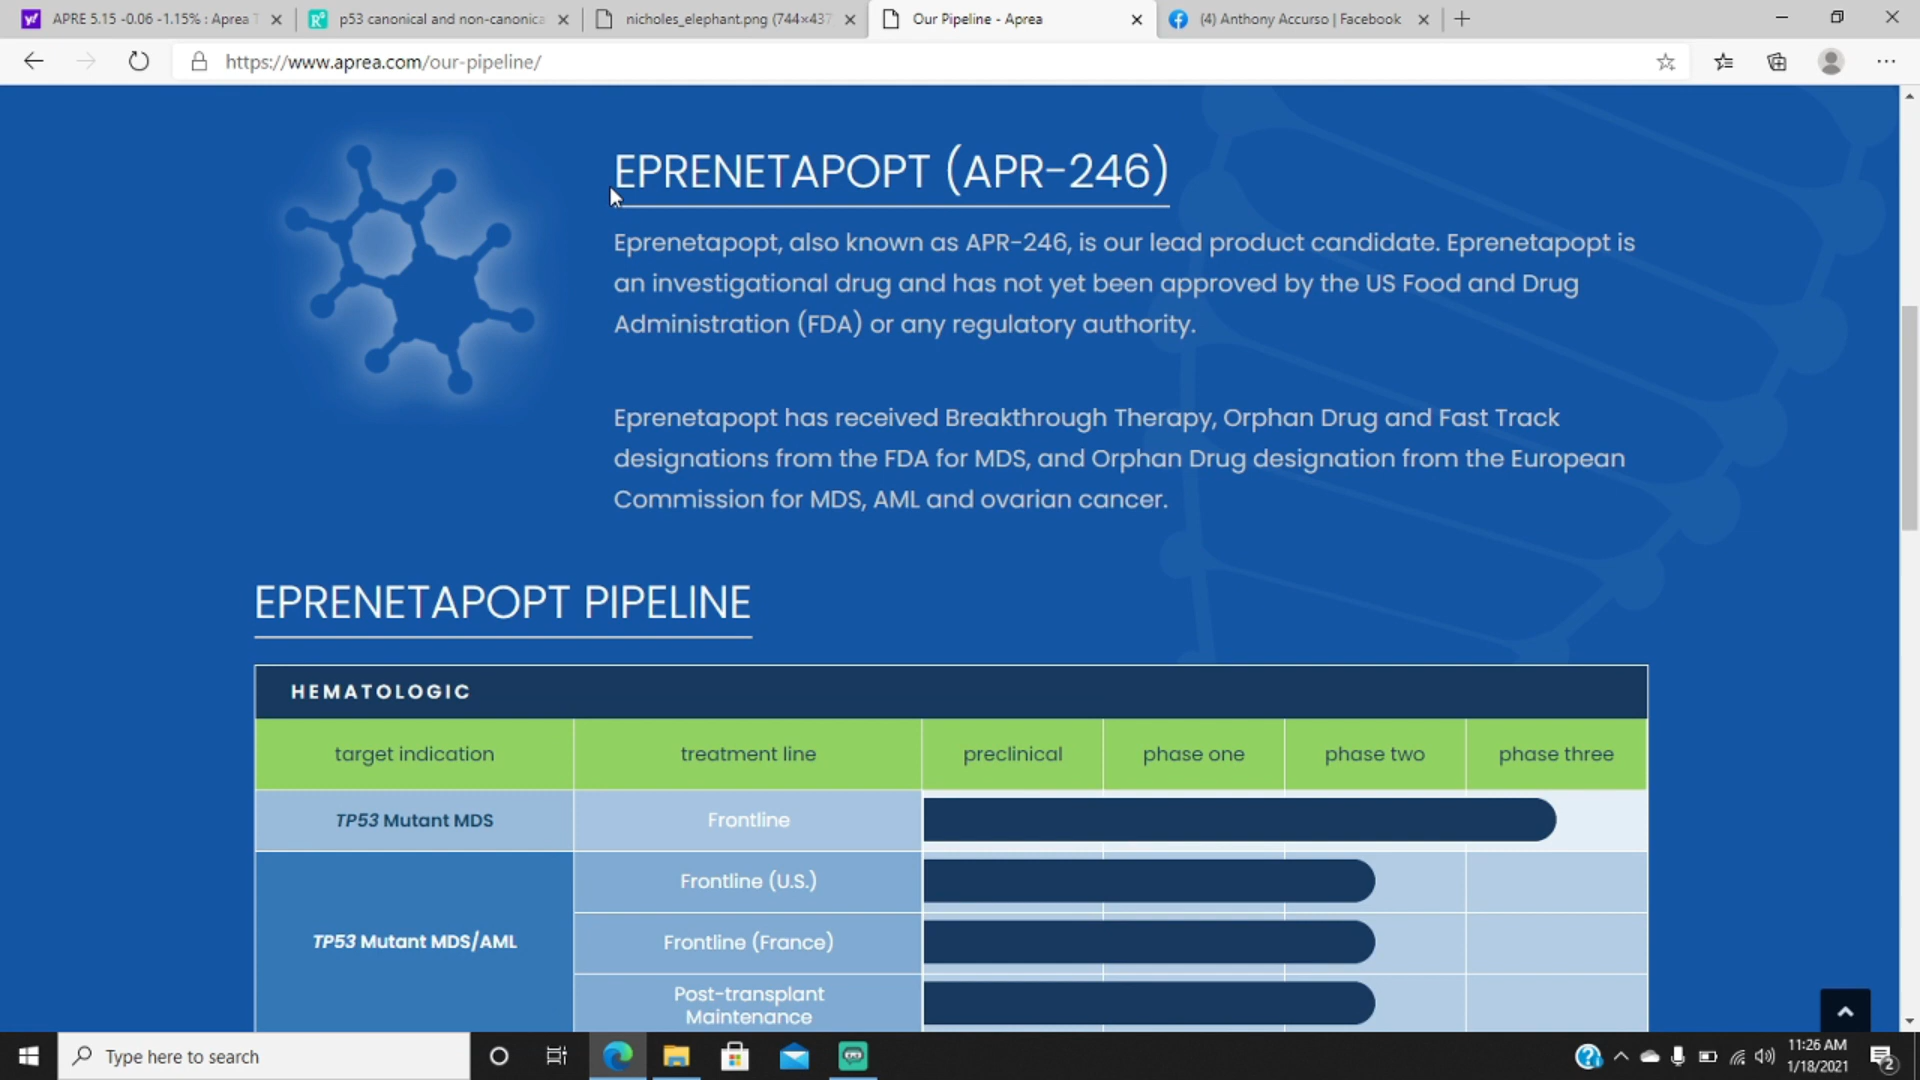 APRE 5.15 -0.06 -1.15% : Aprea T
p53 canonical and non-canonica
nicholes_elephant.png (744×437
Our Pipeline - Aprea
(4) Anthony Accurso | Facebook
https://www.aprea.com/our-pipeline/
EPRENETAPOPT (APR-246)
Eprenetapopt, also known as APR-246, is our lead product candidate. Eprenetapopt is
an investigational drug and has not yet been approved by the US Food and Drug
Administration (FDA) or any regulatory authority.
Eprenetapopt has received Breakthrough Therapy, Orphan Drug and Fast Track
designations from the FDA for MDS, and Orphan Drug designation from the European
Commission for MDS, AML and ovarian cancer.
EPRENETAPOPT PIPELINE
HEMATOLOGIC
target indication
treatment line
preclinical
phase one
phase two
phase three
TP53 Mutant MDS
Frontline
TP53 Mutant MDS/AML
Frontline (U.S.)
Frontline (France)
Post-transplant
Maintenance
Type here to search
11:26 AM
1/18/2021
2